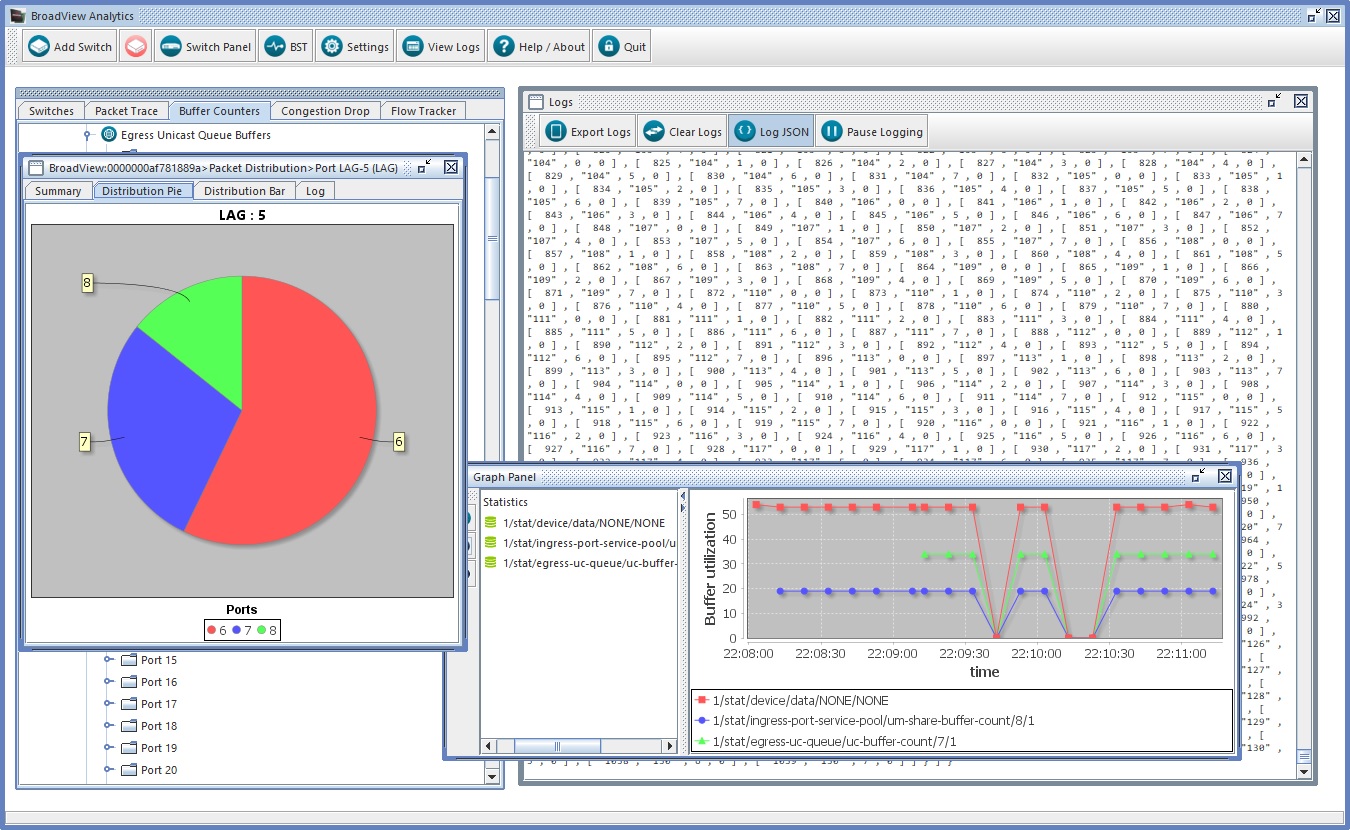 BroadView Analytics
Add Switch
Switch Panel
BST
Settings
View Logs
Help / About
Quit
Switches
Packet Trace
Buffer Counters
Congestion Drop
Flow Tracker
Egress Unicast Queue Buffers
BroadView:0000000af781889a>Packet Distribution>Port LAG-5 (LAG)
Summary
Distribution Pie
Distribution Bar
Log
LAG : 5
8
7
6
Ports
6 7 8
Port 15
Port 16
Port 17
Port 18
Port 19
Port 20
Logs
Export Logs
Clear Logs
Log JSON
Pause Logging
"104" , 0 , 0 ] , [ 825 , "104" , 1 , 0 ] , [ 826 , "104" , 2 , 0 ] , [ 827 , "104" , 3 , 0 ] , [ 828 , "104" , 4 , 0 ] , [
829 , "104" , 5 , 0 ] , [ 830 , "104" , 6 , 0 ] , [ 831 , "104" , 7 , 0 ] , [ 832 , "105" , 0 , 0 ] , [ 833 , "105" , 1
, 0 ] , [ 834 , "105" , 2 , 0 ] , [ 835 , "105" , 3 , 0 ] , [ 836 , "105" , 4 , 0 ] , [ 837 , "105" , 5 , 0 ] , [ 838 ,
"105" , 6 , 0 ] , [ 839 , "105" , 7 , 0 ] , [ 840 , "106" , 0 , 0 ] , [ 841 , "106" , 1 , 0 ] , [ 842 , "106" , 2 , 0 ] , [
843 , "106" , 3 , 0 ] , [ 844 , "106" , 4 , 0 ] , [ 845 , "106" , 5 , 0 ] , [ 846 , "106" , 6 , 0 ] , [ 847 , "106" , 7
, 0 ] , [ 848 , "107" , 0 , 0 ] , [ 849 , "107" , 1 , 0 ] , [ 850 , "107" , 2 , 0 ] , [ 851 , "107" , 3 , 0 ] , [ 852 ,
"107" , 4 , 0 ] , [ 853 , "107" , 5 , 0 ] , [ 854 , "107" , 6 , 0 ] , [ 855 , "107" , 7 , 0 ] , [ 856 , "108" , 0 , 0 ] , [
857 , "108" , 1 , 0 ] , [ 858 , "108" , 2 , 0 ] , [ 859 , "108" , 3 , 0 ] , [ 860 , "108" , 4 , 0 ] , [ 861 , "108" , 5
, 0 ] , [ 862 , "108" , 6 , 0 ] , [ 863 , "108" , 7 , 0 ] , [ 864 , "109" , 0 , 0 ] , [ 865 , "109" , 1 , 0 ] , [ 866 ,
"109" , 2 , 0 ] , [ 867 , "109" , 3 , 0 ] , [ 868 , "109" , 4 , 0 ] , [ 869 , "109" , 5 , 0 ] , [ 870 , "109" , 6 , 0 ] , [
871 , "109" , 7 , 0 ] , [ 872 , "110" , 0 , 0 ] , [ 873 , "110" , 1 , 0 ] , [ 874 , "110" , 2 , 0 ] , [ 875 , "110" , 3
, 0 ] , [ 876 , "110" , 4 , 0 ] , [ 877 , "110" , 5 , 0 ] , [ 878 , "110" , 6 , 0 ] , [ 879 , "110" , 7 , 0 ] , [ 880 ,
"111" , 0 , 0 ] , [ 881 , "111" , 1 , 0 ] , [ 882 , "111" , 2 , 0 ] , [ 883 , "111" , 3 , 0 ] , [ 884 , "111" , 4 , 0 ] , [
885 , "111" , 5 , 0 ] , [ 886 , "111" , 6 , 0 ] , [ 887 , "111" , 7 , 0 ] , [ 888 , "112" , 0 , 0 ] , [ 889 , "112" , 1
, 0 ] , [ 890 , "112" , 2 , 0 ] , [ 891 , "112" , 3 , 0 ] , [ 892 , "112" , 4 , 0 ] , [ 893 , "112" , 5 , 0 ] , [ 894 ,
"112" , 6 , 0 ] , [ 895 , "112" , 7 , 0 ] , [ 896 , "113" , 0 , 0 ] , [ 897 , "113" , 1 , 0 ] , [ 898 , "113" , 2 , 0 ] , [
899 , "113" , 3 , 0 ] , [ 900 , "113" , 4 , 0 ] , [ 901 , "113" , 5 , 0 ] , [ 902 , "113" , 6 , 0 ] , [ 903 , "113" , 7
, 0 ] , [ 904 , "114" , 0 , 0 ] , [ 905 , "114" , 1 , 0 ] , [ 906 , "114" , 2 , 0 ] , [ 907 , "114" , 3 , 0 ] , [ 908 ,
"114" , 4 , 0 ] , [ 909 , "114" , 5 , 0 ] , [ 910 , "114" , 6 , 0 ] , [ 911 , "114" , 7 , 0 ] , [ 912 , "115" , 0 , 0 ] , [
913 , "115" , 1 , 0 ] , [ 914 , "115" , 2 , 0 ] , [ 915 , "115" , 3 , 0 ] , [ 916 , "115" , 4 , 0 ] , [ 917 , "115" , 5
, 0 ] , [ 918 , "115" , 6 , 0 ] , [ 919 , "115" , 7 , 0 ] , [ 920 , "116" , 0 , 0 ] , [ 921 , "116" , 1 , 0 ] , [ 922 ,
"116" , 2 , 0 ] , [ 923 , "116" , 3 , 0 ] , [ 924 , "116" , 4 , 0 ] , [ 925 , "116" , 5 , 0 ] , [ 926 , "116" , 6 , 0 ] , [
927 , "116" , 7 , 0 ] , [ 928 , "117" , 0 , 0 ] , [ 929 , "117" , 1 , 0 ] , [ 930 , "117" , 2 , 0 ] , [ 931 , "117" , 3
Graph Panel
Statistics
1/stat/device/data/NONE/NONE
1/stat/ingress-port-service-pool/u
1/stat/egress-uc-queue/uc-buffer-
Buffer utilization
50
40
30
20
10
0
22:08:00 22:08:30 22:09:00 22:09:30 22:10:00 22:10:30 22:11:00
time
1/stat/device/data/NONE/NONE
1/stat/ingress-port-service-pool/um-share-buffer-count/8/1
1/stat/egress-uc-queue/uc-buffer-count/7/1